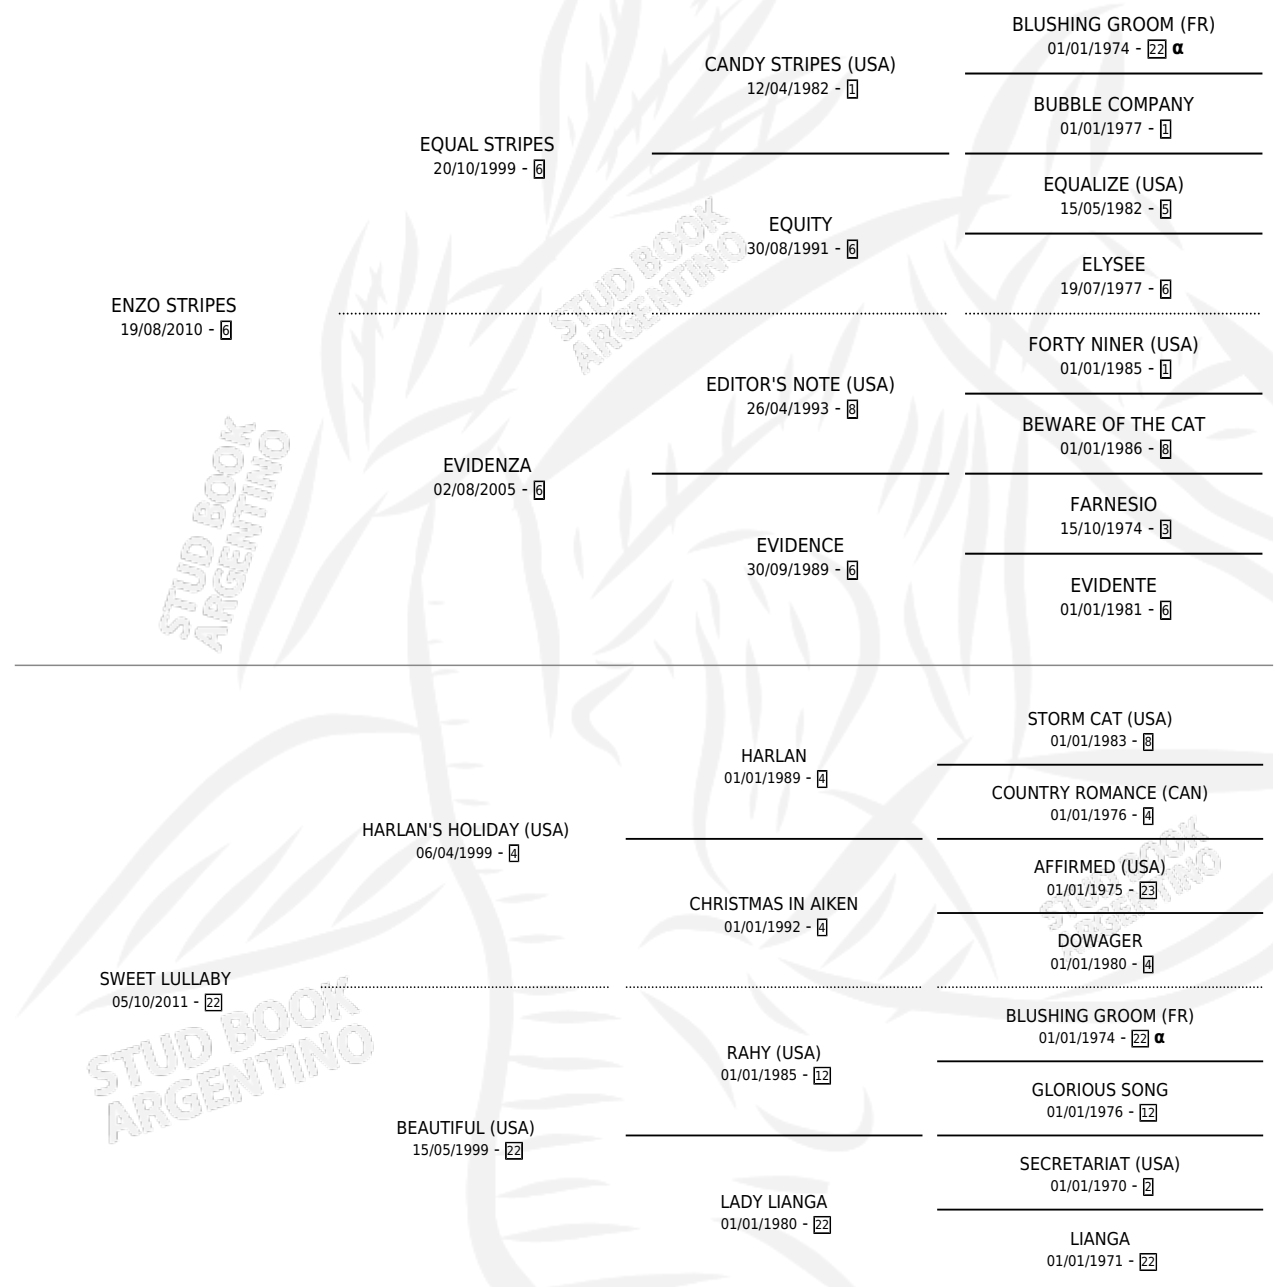 BLUSHING GROOM (FR)
01/01/1974 - 22 α
CANDY STRIPES (USA)
12/04/1982 - 1
BUBBLE COMPANY
01/01/1977 - 1
EQUAL STRIPES
20/10/1999 - 6
EQUALIZE (USA)
15/05/1982 - 5
EQUITY
30/08/1991 - 6
ELYSEE
19/07/1977 - 6
ENZO STRIPES
19/08/2010 - 6
FORTY NINER (USA)
01/01/1985 - 1
EDITOR'S NOTE (USA)
26/04/1993 - 8
BEWARE OF THE CAT
01/01/1986 - 8
EVIDENZA
02/08/2005 - 6
FARNESIO
15/10/1974 - 3
EVIDENCE
30/09/1989 - 6
EVIDENTE
01/01/1981 - 6
STORM CAT (USA)
01/01/1983 - 8
HARLAN
01/01/1989 - 4
COUNTRY ROMANCE (CAN)
01/01/1976 - 4
HARLAN'S HOLIDAY (USA)
06/04/1999 - 4
AFFIRMED (USA)
01/01/1975 - 23
CHRISTMAS IN AIKEN
01/01/1992 - 4
DOWAGER
01/01/1980 - 4
SWEET LULLABY
05/10/2011 - 22
BLUSHING GROOM (FR)
01/01/1974 - 22 α
RAHY (USA)
01/01/1985 - 12
GLORIOUS SONG
01/01/1976 - 12
BEAUTIFUL (USA)
15/05/1999 - 22
SECRETARIAT (USA)
01/01/1970 - 2
LADY LIANGA
01/01/1980 - 22
LIANGA
01/01/1971 - 22
STUD BOOK
ARGENTINO
STUD BOOK
ARGENTINO
STUD BOOK
ARGENTINO
STUD BOOK
ARGENTINO